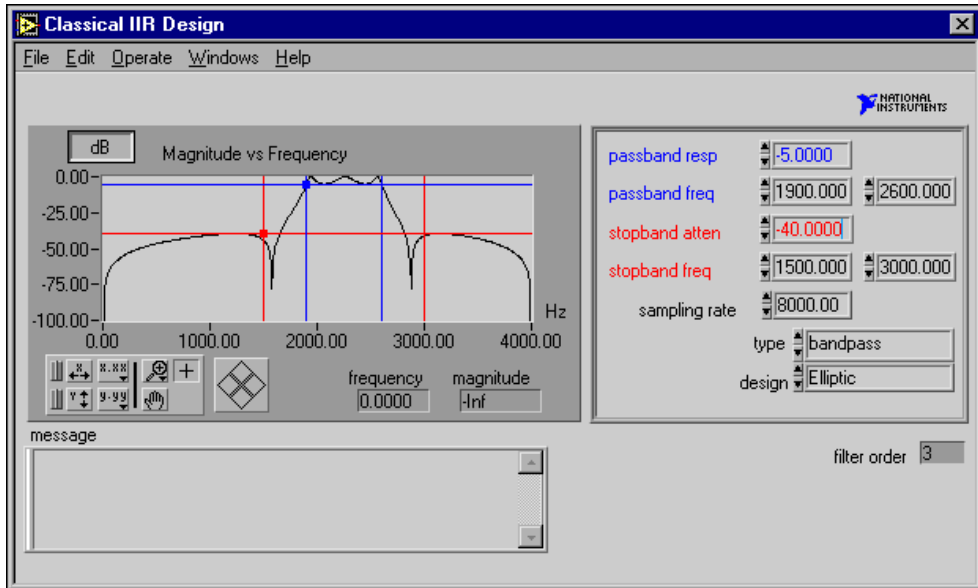 Classical IIR Design
File Edit Operate Windows Help
NATIONAL INSTRUMENTS
dB
Magnitude vs Frequency
0.00
-25.00
-50.00
-75.00
-100.00
0.00 1000.00 2000.00 3000.00 4000.00
Hz
X X.XX
Y Y.YY
frequency magnitude
0.0000 -Inf
passband resp -5.0000
passband freq 1900.000 2600.000
stopband atten -40.0000
stopband freq 1500.000 3000.000
sampling rate 8000.00
type bandpass
design Elliptic
message
filter order 3